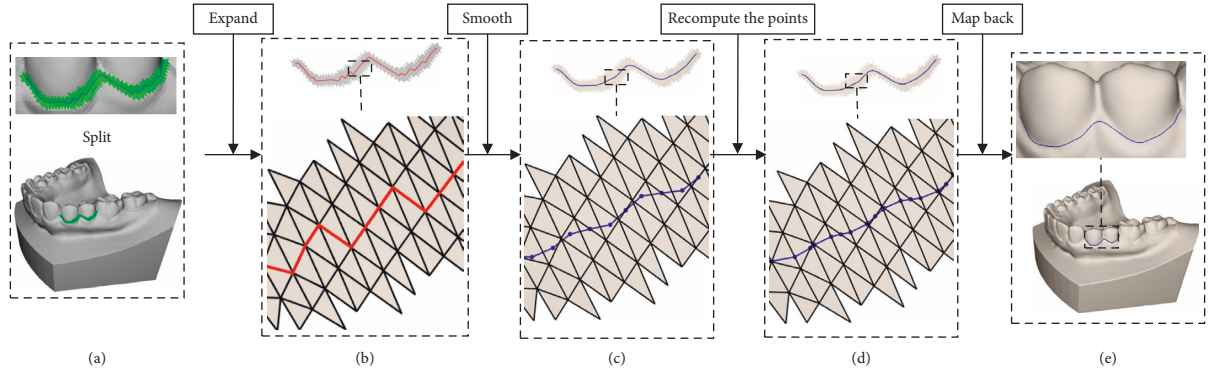 Expand
Smooth
Recompute the points
Map back
Split
(a)
(b)
(c)
(d)
(e)